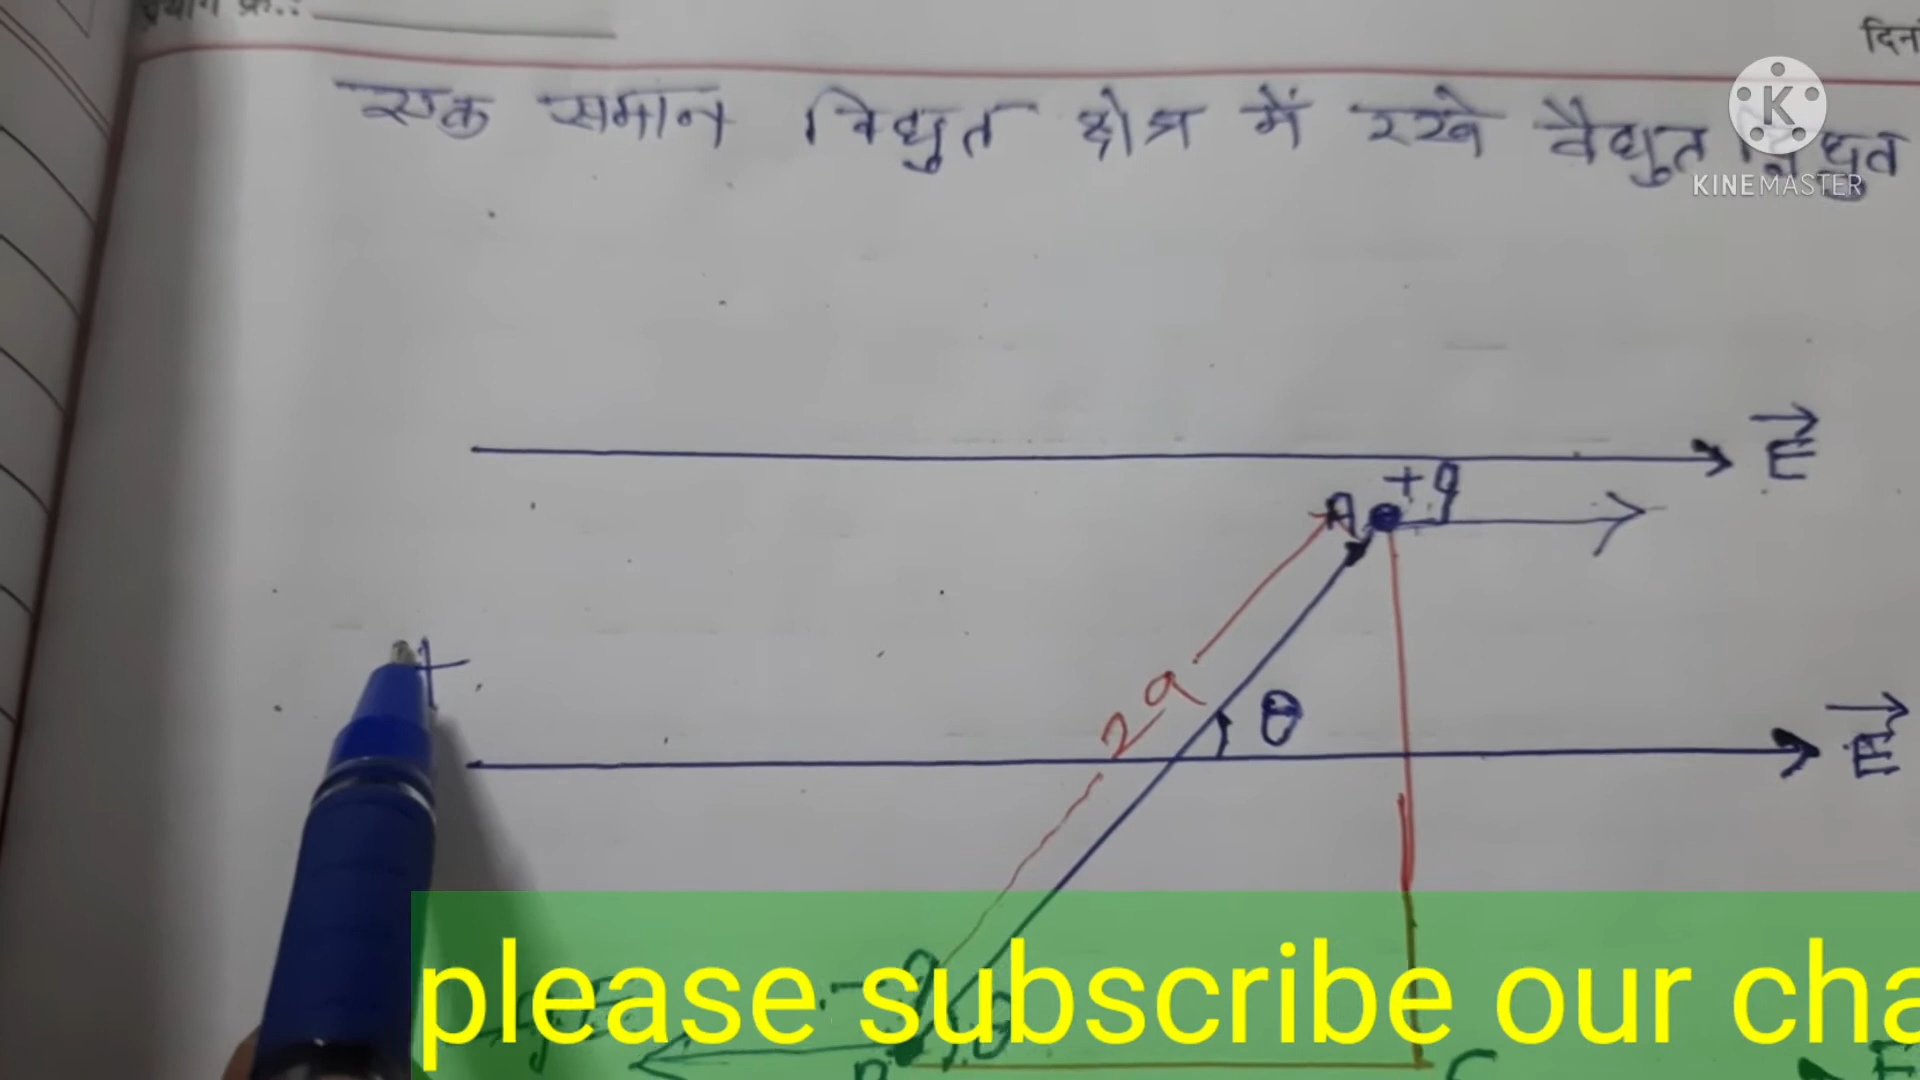 दिनां
एक समान विधुत क्षेत्र में रखे वैधुत द्विधुव
KINEMASTER
E
+q
A
2a
θ
E
-q
please subscribe our cha
θ
C